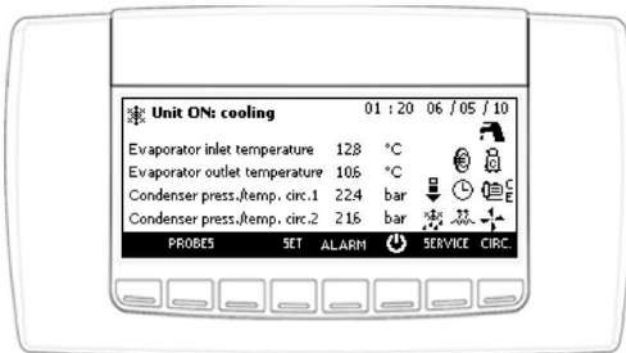 Unit ON: cooling 01 : 20 06 / 05 / 10
Evaporator inlet temperature 12.8 °C
Evaporator outlet temperature 10.6 °C
Condenser press./temp. circ.1 22.4 bar
Condenser press./temp. circ.2 21.6 bar
€ C
C
E
PROBES SET ALARM SERVICE CIRC.